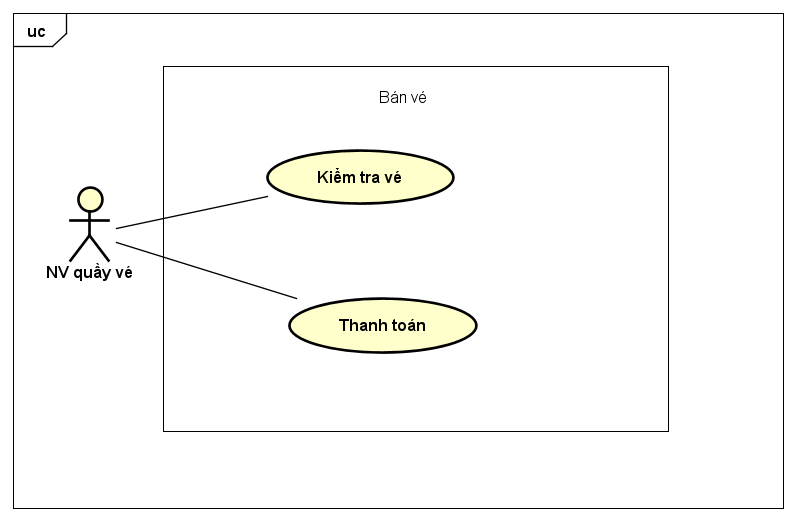 uc
Bán vé
Kiểm tra vé
NV quầy vé
Thanh toán